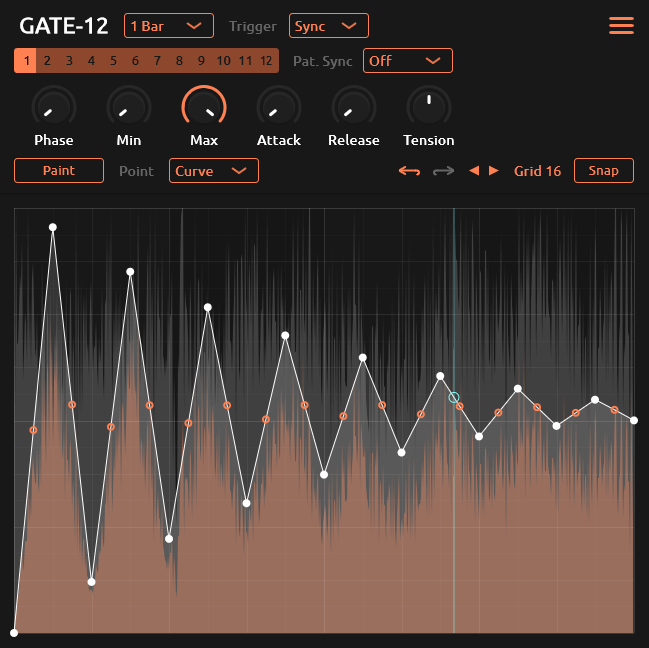 GATE-12 1 Bar Trigger Sync
1 2 3 4 5 6 7 8 9 10 11 12 Pat. Sync Off
Phase Min Max Attack Release Tension
Paint Point Curve Grid 16 Snap